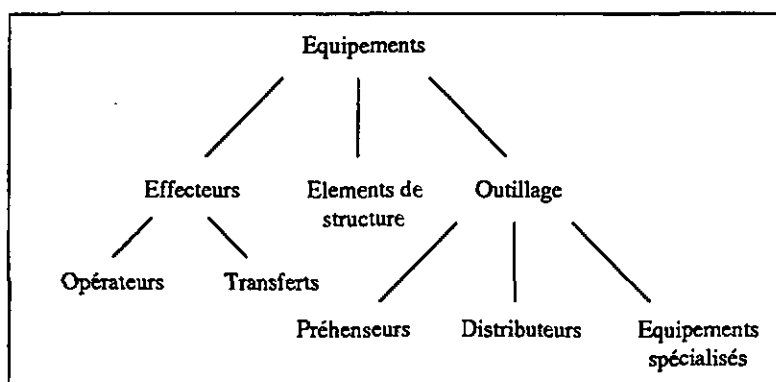 Equipements
Effecteurs
Elements de
structure
Outillage
Opérateurs
Transferts
Préhenseurs
Distributeurs
Equipements
spécialisés